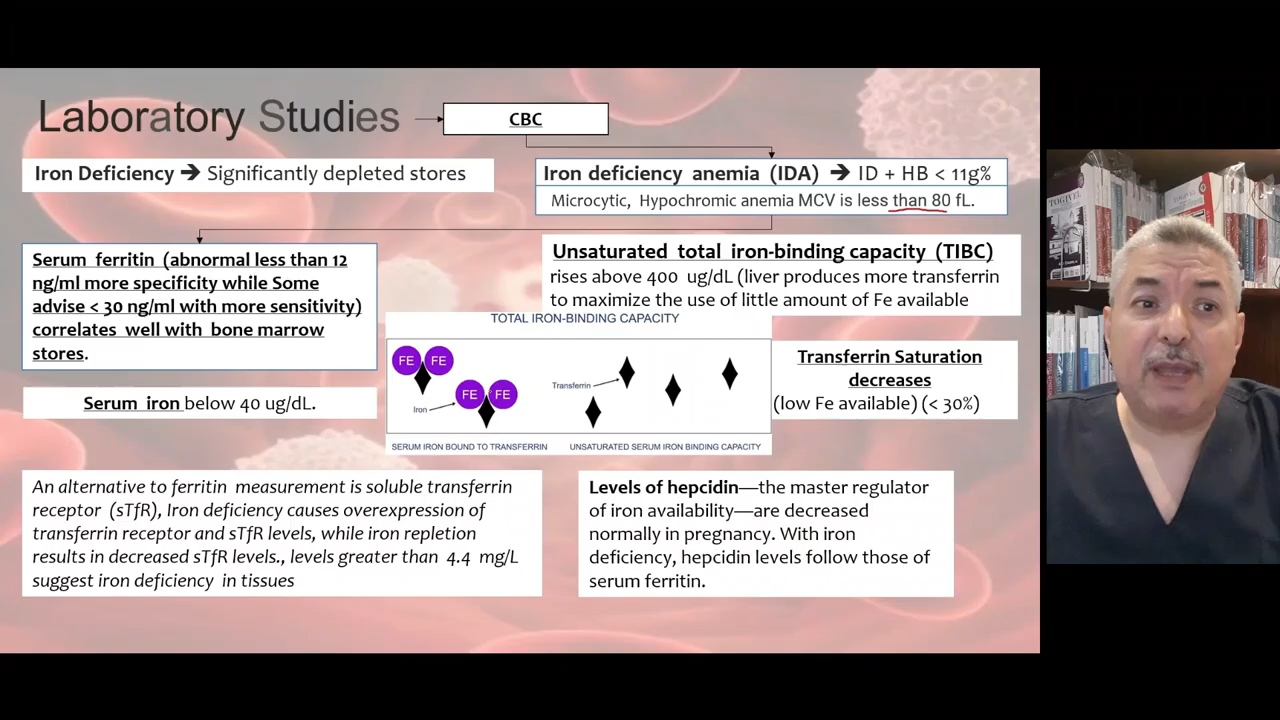 Laboratory Studies
CBC
Iron Deficiency ➔ Significantly depleted stores
Iron deficiency anemia (IDA) ➔ ID + HB < 11g%
Microcytic, Hypochromic anemia MCV is less than 80 fL.
Serum ferritin (abnormal less than 12
ng/ml more specificity while Some
advise < 30 ng/ml with more sensitivity)
correlates well with bone marrow
stores.
Serum iron below 40 ug/dL.
Unsaturated total iron-binding capacity (TIBC)
rises above 400 ug/dL (liver produces more transferrin
to maximize the use of little amount of Fe available
TOTAL IRON-BINDING CAPACITY
FE FE
FE FE
Iron
Transferrin
SERUM IRON BOUND TO TRANSFERRIN
UNSATURATED SERUM IRON BINDING CAPACITY
Transferrin Saturation
decreases
(low Fe available) (< 30%)
An alternative to ferritin measurement is soluble transferrin
receptor (sTfR), Iron deficiency causes overexpression of
transferrin receptor and sTfR levels, while iron repletion
results in decreased sTfR levels., levels greater than 4.4 mg/L
suggest iron deficiency in tissues
Levels of hepcidin—the master regulator
of iron availability—are decreased
normally in pregnancy. With iron
deficiency, hepcidin levels follow those of
serum ferritin.